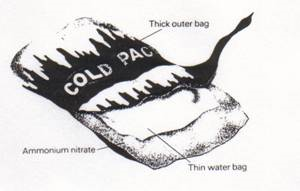 Thick outer bag
COLD PAC
Ammonium nitrate
Thin water bag